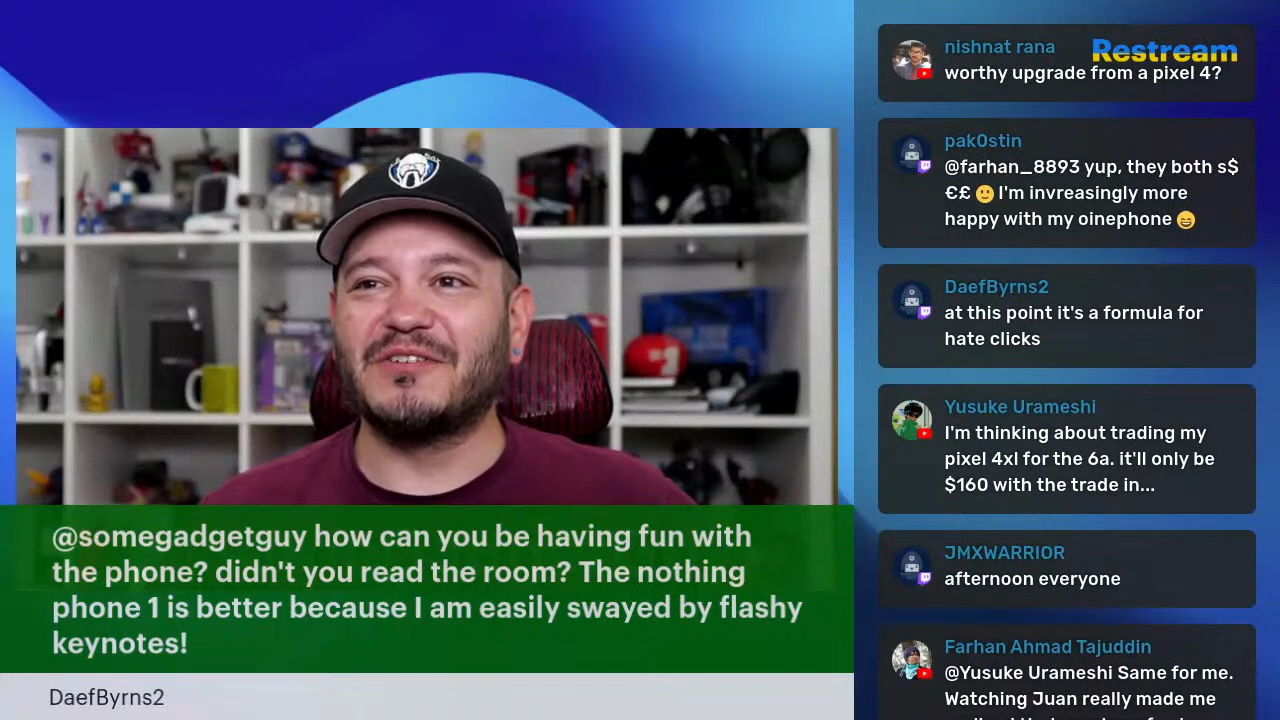 nishnat rana
Restream
worthy upgrade from a pixel 4?
pak0stin
@farhan_8893 yup, they both s$
€££ 🙂 I'm invreasingly more
happy with my oinephone 😄
DaefByrns2
at this point it's a formula for
hate clicks
Yusuke Urameshi
I'm thinking about trading my
pixel 4xl for the 6a. it'll only be
$160 with the trade in...
JMXWARRIOR
afternoon everyone
Farhan Ahmad Tajuddin
@Yusuke Urameshi Same for me.
Watching Juan really made me
#1
@somegadgetguy how can you be having fun with
the phone? didn't you read the room? The nothing
phone 1 is better because I am easily swayed by flashy
keynotes!
DaefByrns2